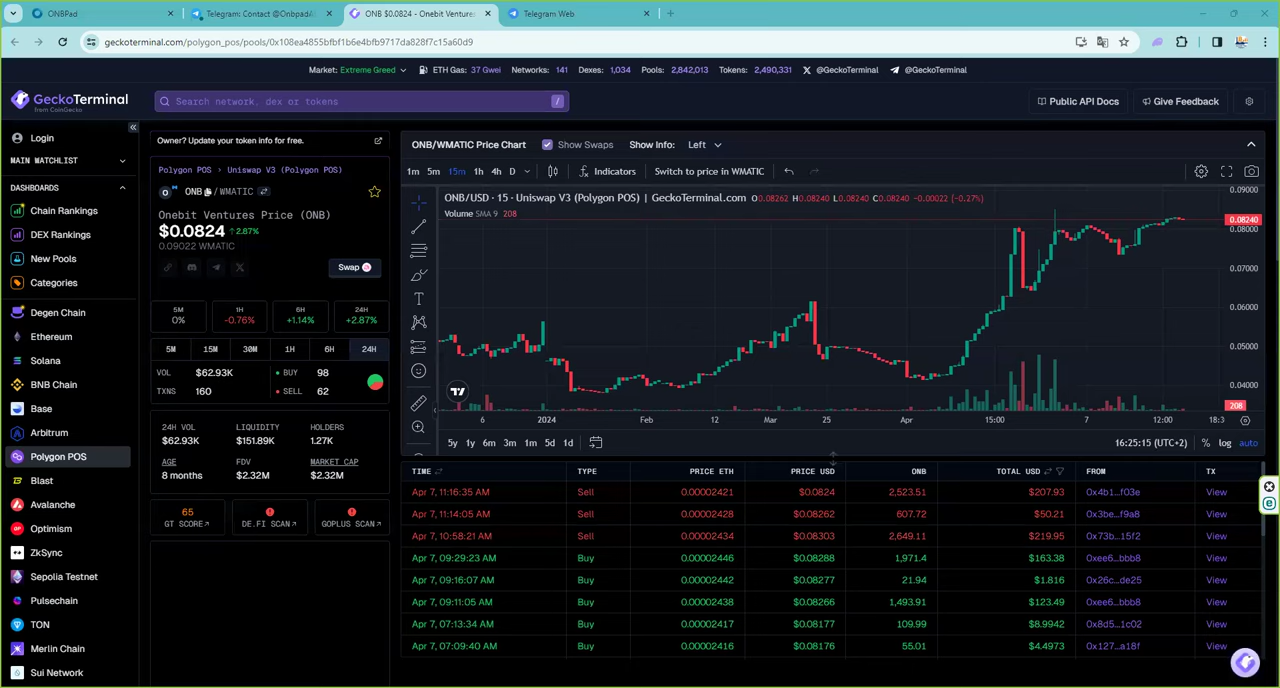 ONBPad
Telegram: Contact @OnbpadA
ONB $0.0824 - Onebit Ventures
Telegram Web
geckoterminal.com/polygon_pos/pools/0x108ea4855bfbf1b6e4bfb9717da828f7c15a60d9
Market: Extreme Greed ETH Gas: 37 Gwei Networks: 141 Dexes: 1,034 Pools: 2,842,013 Tokens: 2,490,331 @GeckoTerminal @GeckoTerminal
GeckoTerminal
from CoinGecko
Search network, dex or tokens /
Public API Docs
Give Feedback
Login
MAIN WATCHLIST
DASHBOARDS
Chain Rankings
DEX Rankings
New Pools
Categories
Degen Chain
Ethereum
Solana
BNB Chain
Base
Arbitrum
Polygon POS
Blast
Avalanche
Optimism
ZkSync
Sepolia Testnet
Pulsechain
TON
Merlin Chain
Sui Network
Owner? Update your token info for free.
Polygon POS › Uniswap V3 (Polygon POS)
ONB / WMATIC
Onebit Ventures Price (ONB)
$0.0824 ↑2.87%
0.09022 WMATIC
Swap
5M 1H 6H 24H
0% -0.76% +1.14% +2.87%
5M 15M 30M 1H 6H 24H
VOL $62.93K BUY 98
TXNS 160 SELL 62
24H VOL LIQUIDITY HOLDERS
$62.93K $151.89K 1.27K
AGE FDV MARKET CAP
8 months $2.32M $2.32M
65
GT SCORE
DE.FI SCAN
GOPLUS SCAN
ONB/WMATIC Price Chart Show Swaps Show Info: Left
1m 5m 15m 1h 4h D Indicators Switch to price in WMATIC
ONB/USD · 15 · Uniswap V3 (Polygon POS) | GeckoTerminal.com O0.08262 H0.08240 L0.08240 C0.08240 -0.00022 (-0.27%)
Volume SMA 9 208
0.09000
0.08240
0.08000
0.07000
0.06000
0.05000
0.04000
208
6 2024 Feb 12 Mar 25 Apr 15:00 7 12:00 18:3
5y 1y 6m 3m 1m 5d 1d 16:25:15 (UTC+2) % log auto
TIME TYPE PRICE ETH PRICE USD ONB TOTAL USD FROM TX
Apr 7, 11:16:35 AM Sell 0.00002421 $0.0824 2,523.51 $207.93 0x4b1...f03e View
Apr 7, 11:14:05 AM Sell 0.00002428 $0.08262 607.72 $50.21 0x3be...f9a8 View
Apr 7, 10:58:21 AM Sell 0.00002434 $0.08303 2,649.11 $219.95 0x73b...15f2 View
Apr 7, 09:29:23 AM Buy 0.00002446 $0.08288 1,971.4 $163.38 0xee6...bbb8 View
Apr 7, 09:16:07 AM Buy 0.00002442 $0.08277 21.94 $1.816 0x26c...de25 View
Apr 7, 09:11:05 AM Buy 0.00002438 $0.08266 1,493.91 $123.49 0xee6...bbb8 View
Apr 7, 07:13:34 AM Buy 0.00002417 $0.08177 109.99 $8.9942 0x8d5...1c02 View
Apr 7, 07:09:40 AM Buy 0.00002416 $0.08176 55.01 $4.4973 0x127...a18f View